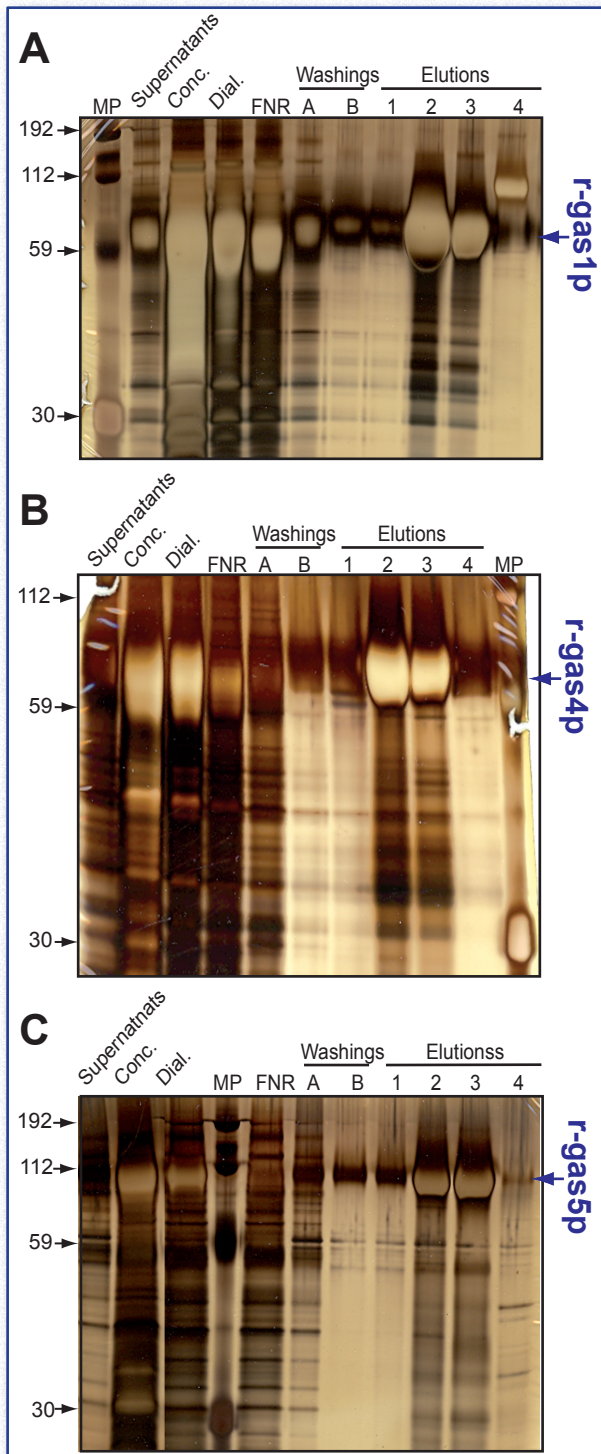 A
Supernatants
Conc.
Dial.
Washings
Elutions
MP
FNR
A
B
1
2
3
4
192
112
59
30
r-gas1p
B
Supernatants
Conc.
Dial.
Washings
Elutions
FNR
A
B
1
2
3
4
MP
112
59
30
r-gas4p
C
Supernatnats
Conc.
Dial.
Washings
Elutionss
MP
FNR
A
B
1
2
3
4
192
112
59
30
r-gas5p